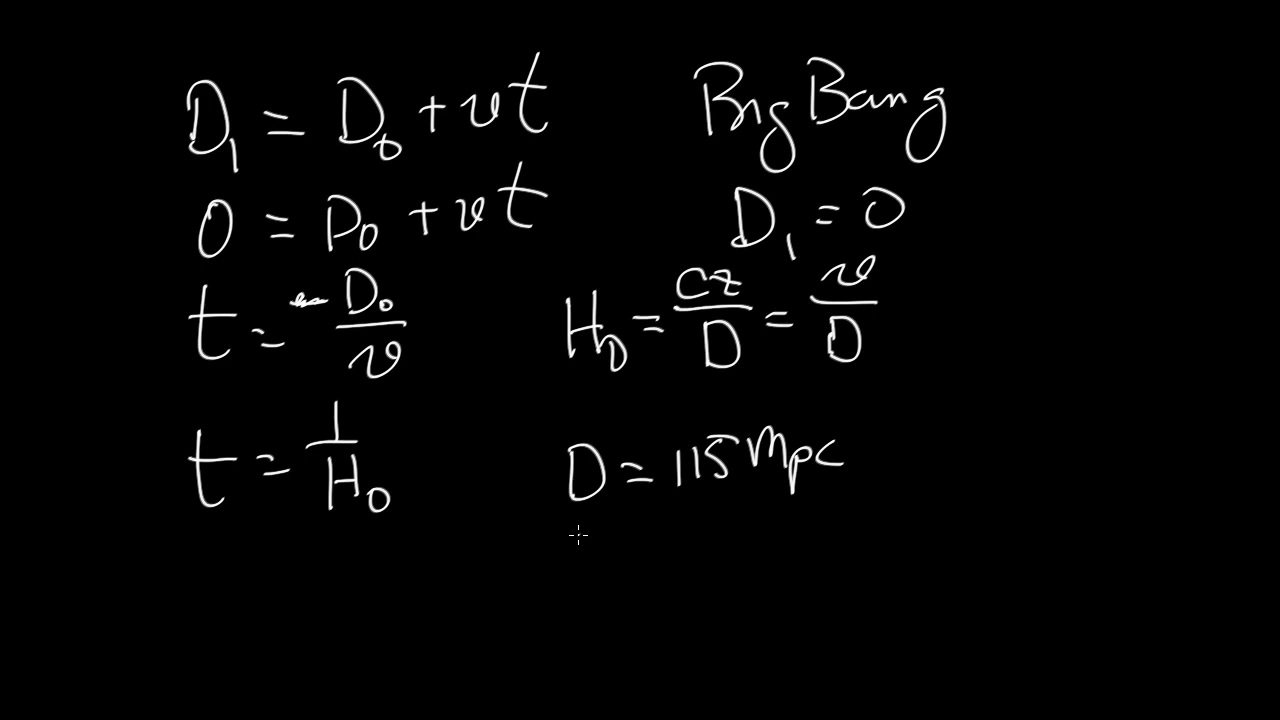 D₁ = D₀ + vt
Big Bang
0 = D₀ + vt
D₁ = 0
t = -D₀/v
H₀ = cz/D = v/D
t = 1/H₀
D = 115 Mpc